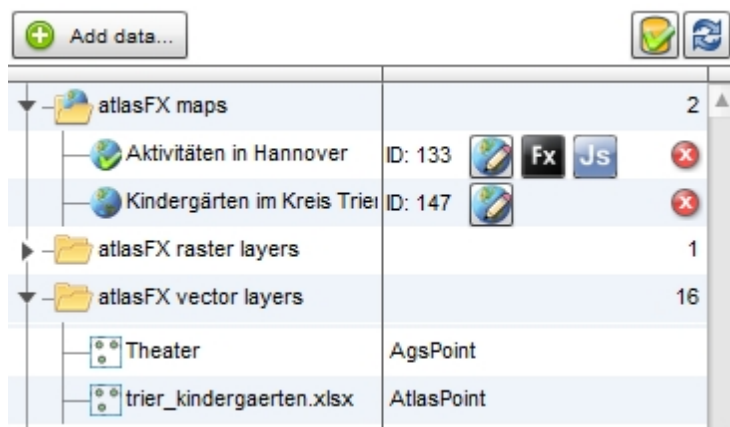 Add data...
atlasFX maps 2
Aktivitäten in Hannover ID: 133 Fx Js
Kindergärten im Kreis Trier ID: 147
atlasFX raster layers 1
atlasFX vector layers 16
Theater AgsPoint
trier_kindergaerten.xlsx AtlasPoint